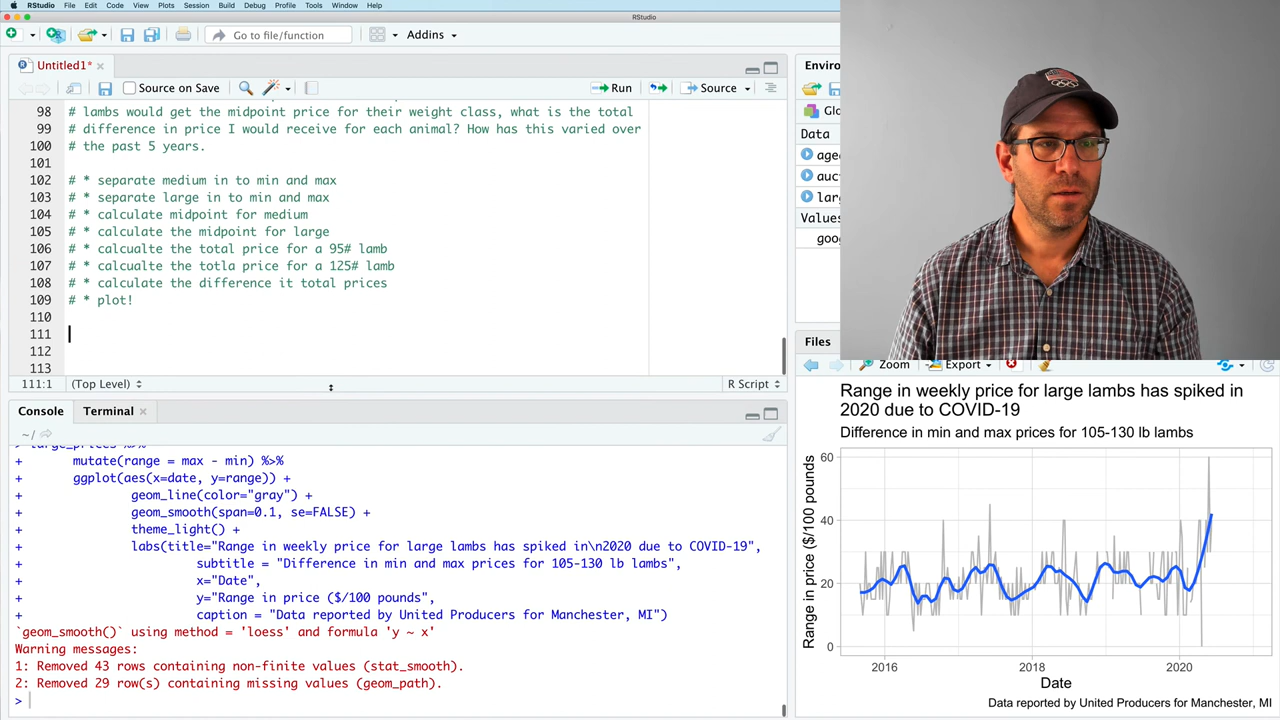 RStudio File Edit Code View Plots Session Build Debug Profile Tools Window Help
RStudio
Go to file/function Addins
Untitled1* Source on Save Run Source
98 # lambs would get the midpoint price for their weight class, what is the total
99 # difference in price I would receive for each animal? How has this varied over
100 # the past 5 years.
101
102 # * separate medium in to min and max
103 # * separate large in to min and max
104 # * calculate midpoint for medium
105 # * calculate the midpoint for large
106 # * calcualte the total price for a 95# lamb
107 # * calcualte the totla price for a 125# lamb
108 # * calculate the difference it total prices
109 # * plot!
110
111
112
113
111:1 (Top Level) R Script
Console Terminal
~/
> large_prices %>%
+ mutate(range = max - min) %>%
+ ggplot(aes(x=date, y=range)) +
+ geom_line(color="gray") +
+ geom_smooth(span=0.1, se=FALSE) +
+ theme_light() +
+ labs(title="Range in weekly price for large lambs has spiked in\n2020 due to COVID-19",
+ subtitle = "Difference in min and max prices for 105-130 lb lambs",
+ x="Date",
+ y="Range in price ($/100 pounds",
+ caption = "Data reported by United Producers for Manchester, MI")
`geom_smooth()` using method = 'loess' and formula 'y ~ x'
Warning messages:
1: Removed 43 rows containing non-finite values (stat_smooth).
2: Removed 29 row(s) containing missing values (geom_path).
>
Enviro
Glo
Data
aged
auc
larg
Values
goo
Files
Zoom Export
Range in weekly price for large lambs has spiked in
2020 due to COVID-19
Difference in min and max prices for 105-130 lb lambs
Range in price ($/100 pounds
60
40
20
0
2016 2018 2020
Date
Data reported by United Producers for Manchester, MI